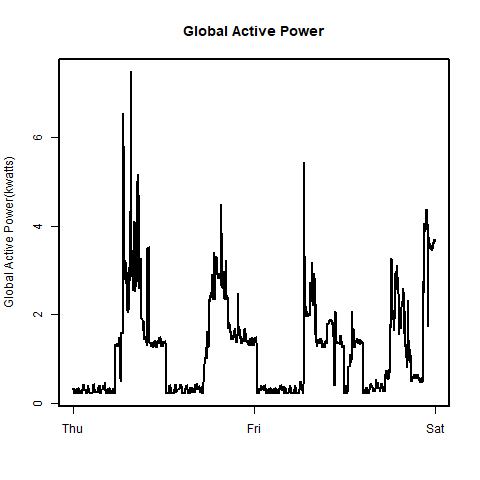 Global Active Power
Global Active Power(kwatts)
6
4
2
0
Thu
Fri
Sat